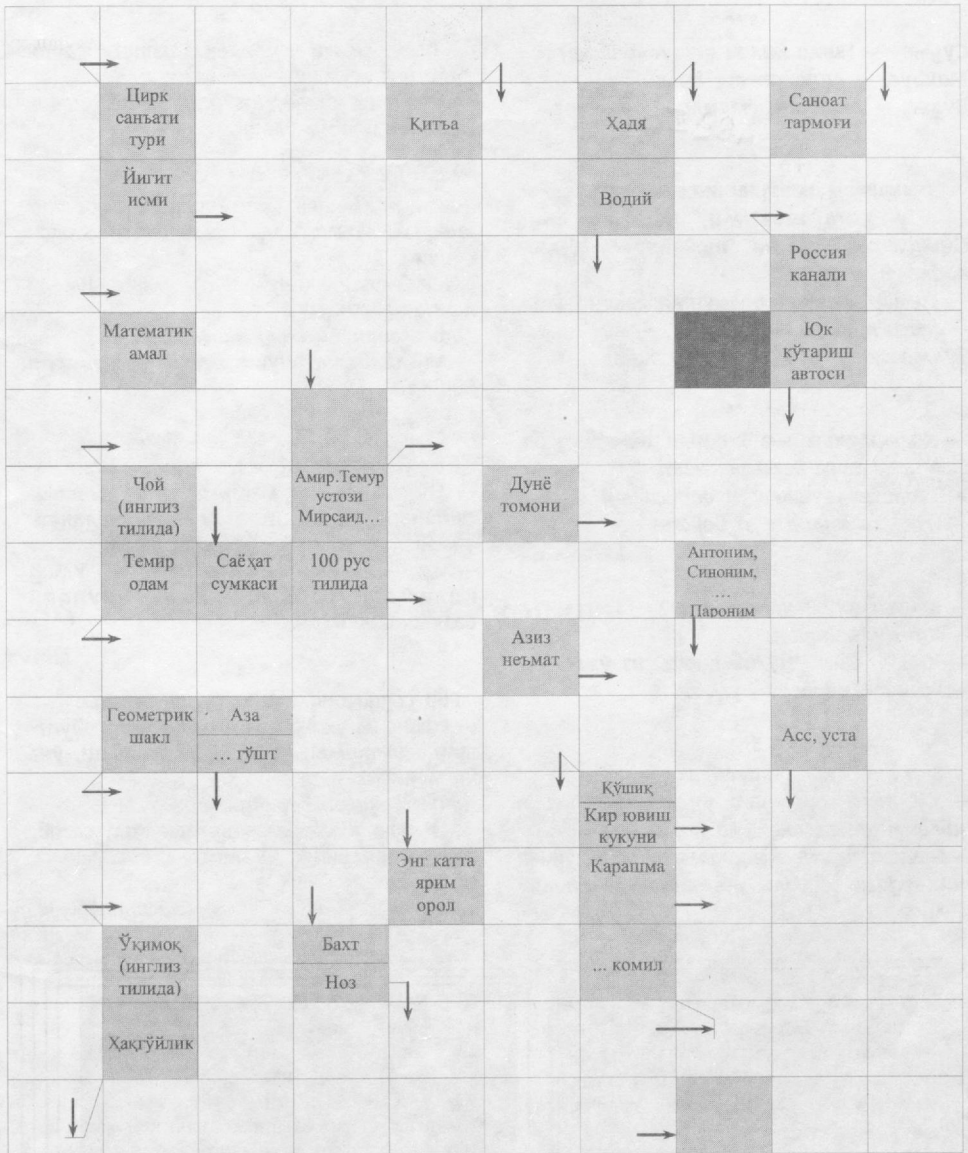 Цирк
санъати
тури
Қитъа
Ҳадя
Саноат
тармоғи
Йигит
исми
Водий
Россия
канали
Математик
амал
Юк
кўтариш
автоси
Чой
(инглиз
тилида)
Амир.Темур
устози
Мирсаид...
Дунё
томони
Темир
одам
Саёҳат
сумкаси
100 рус
тилида
Антоним,
Синоним,
...
Пароним
Азиз
неъмат
Геометрик
шакл
Аза
... гўшт
Асс, уста
Қўшиқ
Кир ювиш
кукуни
Энг катта
ярим
орол
Карашма
Ўқимоқ
(инглиз
тилида)
Бахт
Ноз
... комил
Ҳақгўйлик